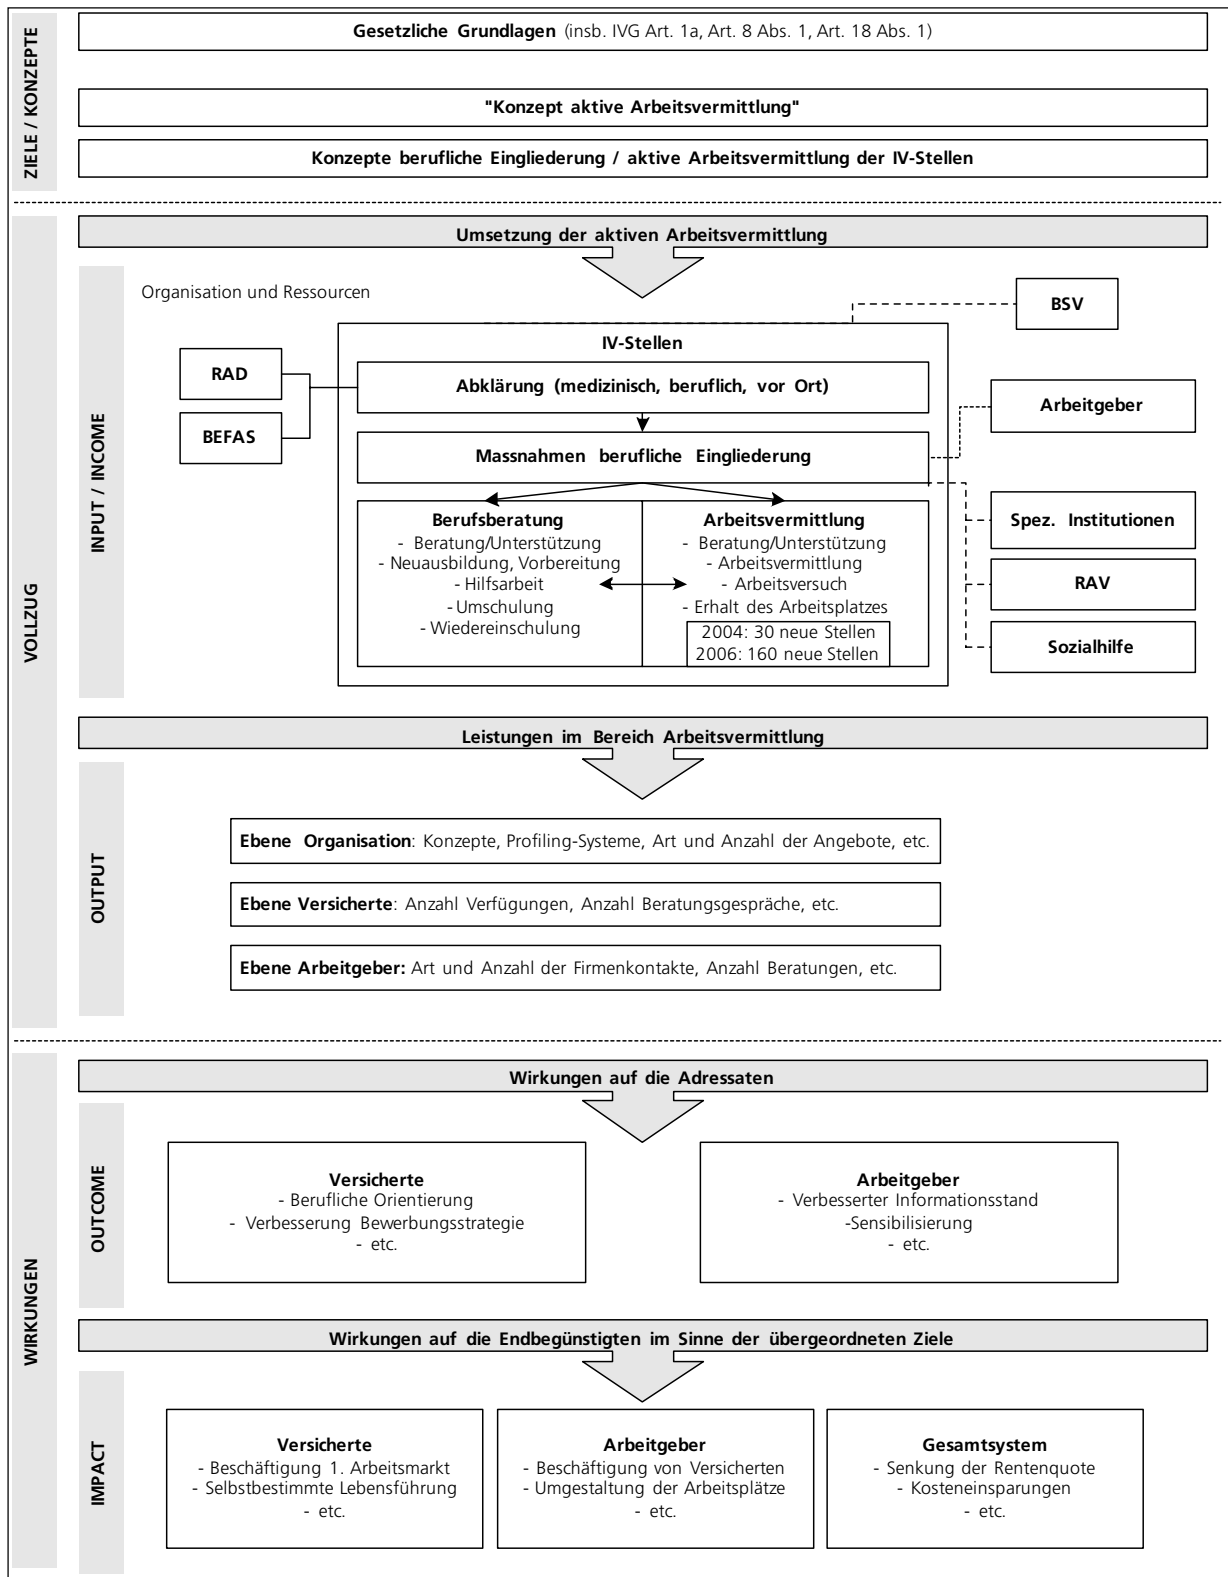 ZIELE / KONZEPTE
Gesetzliche Grundlagen (insb. IVG Art. 1a, Art. 8 Abs. 1, Art. 18 Abs. 1)
"Konzept aktive Arbeitsvermittlung"
Konzepte berufliche Eingliederung / aktive Arbeitsvermittlung der IV-Stellen
VOLLZUG
Umsetzung der aktiven Arbeitsvermittlung
INPUT / INCOME
Organisation und Ressourcen
BSV
IV-Stellen
RAD
BEFAS
Abklärung (medizinisch, beruflich, vor Ort)
Arbeitgeber
Massnahmen berufliche Eingliederung
Berufsberatung
- Beratung/Unterstützung
- Neuausbildung, Vorbereitung
- Hilfsarbeit
- Umschulung
- Wiedereinschulung
Arbeitsvermittlung
- Beratung/Unterstützung
- Arbeitsvermittlung
- Arbeitsversuch
- Erhalt des Arbeitsplatzes
2004: 30 neue Stellen
2006: 160 neue Stellen
Spez. Institutionen
RAV
Sozialhilfe
Leistungen im Bereich Arbeitsvermittlung
OUTPUT
Ebene Organisation: Konzepte, Profiling-Systeme, Art und Anzahl der Angebote, etc.
Ebene Versicherte: Anzahl Verfügungen, Anzahl Beratungsgespräche, etc.
Ebene Arbeitgeber: Art und Anzahl der Firmenkontakte, Anzahl Beratungen, etc.
WIRKUNGEN
Wirkungen auf die Adressaten
OUTCOME
Versicherte
- Berufliche Orientierung
- Verbesserung Bewerbungsstrategie
- etc.
Arbeitgeber
- Verbesserter Informationsstand
-Sensibilisierung
- etc.
Wirkungen auf die Endbegünstigten im Sinne der übergeordneten Ziele
IMPACT
Versicherte
- Beschäftigung 1. Arbeitsmarkt
- Selbstbestimmte Lebensführung
- etc.
Arbeitgeber
- Beschäftigung von Versicherten
- Umgestaltung der Arbeitsplätze
- etc.
Gesamtsystem
- Senkung der Rentenquote
- Kosteneinsparungen
- etc.